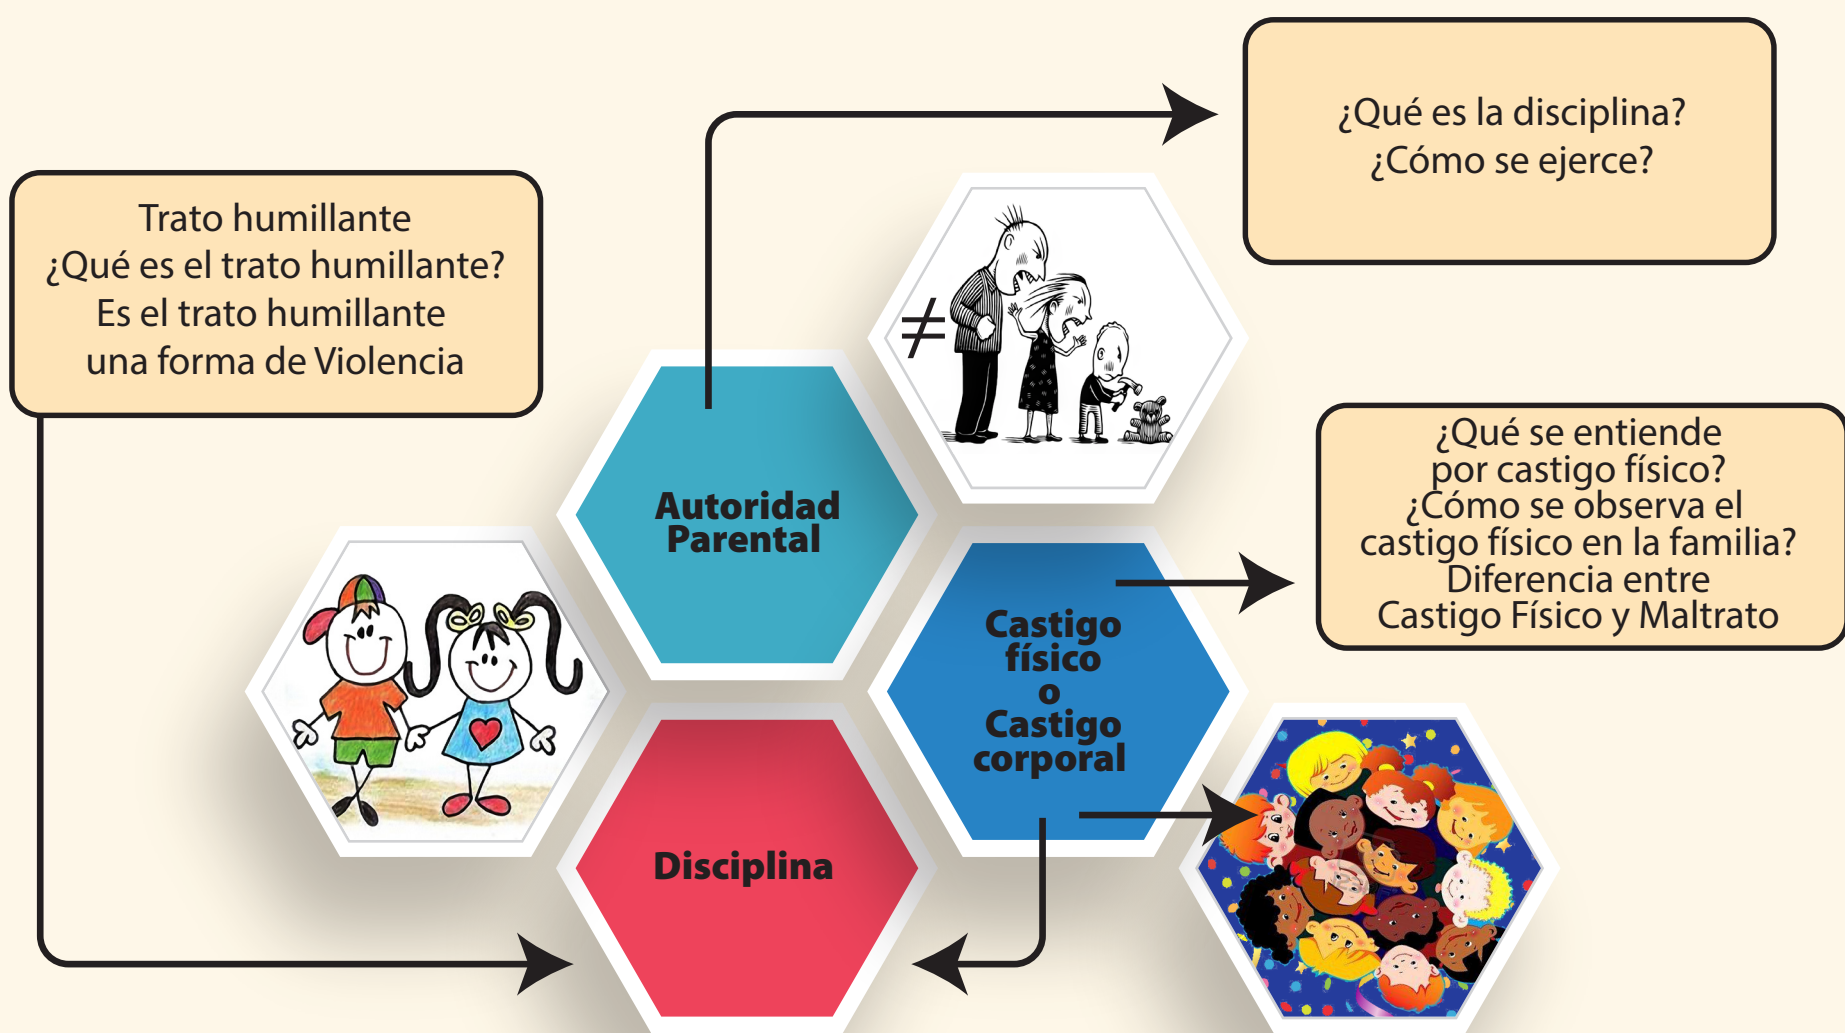 ¿Qué es la disciplina?
¿Cómo se ejerce?
Trato humillante
¿Qué es el trato humillante?
Es el trato humillante
una forma de Violencia
≠
Autoridad
Parental
¿Qué se entiende
por castigo físico?
¿Cómo se observa el
castigo físico en la familia?
Diferencia entre
Castigo Físico y Maltrato
Castigo
físico
o
Castigo
corporal
Disciplina